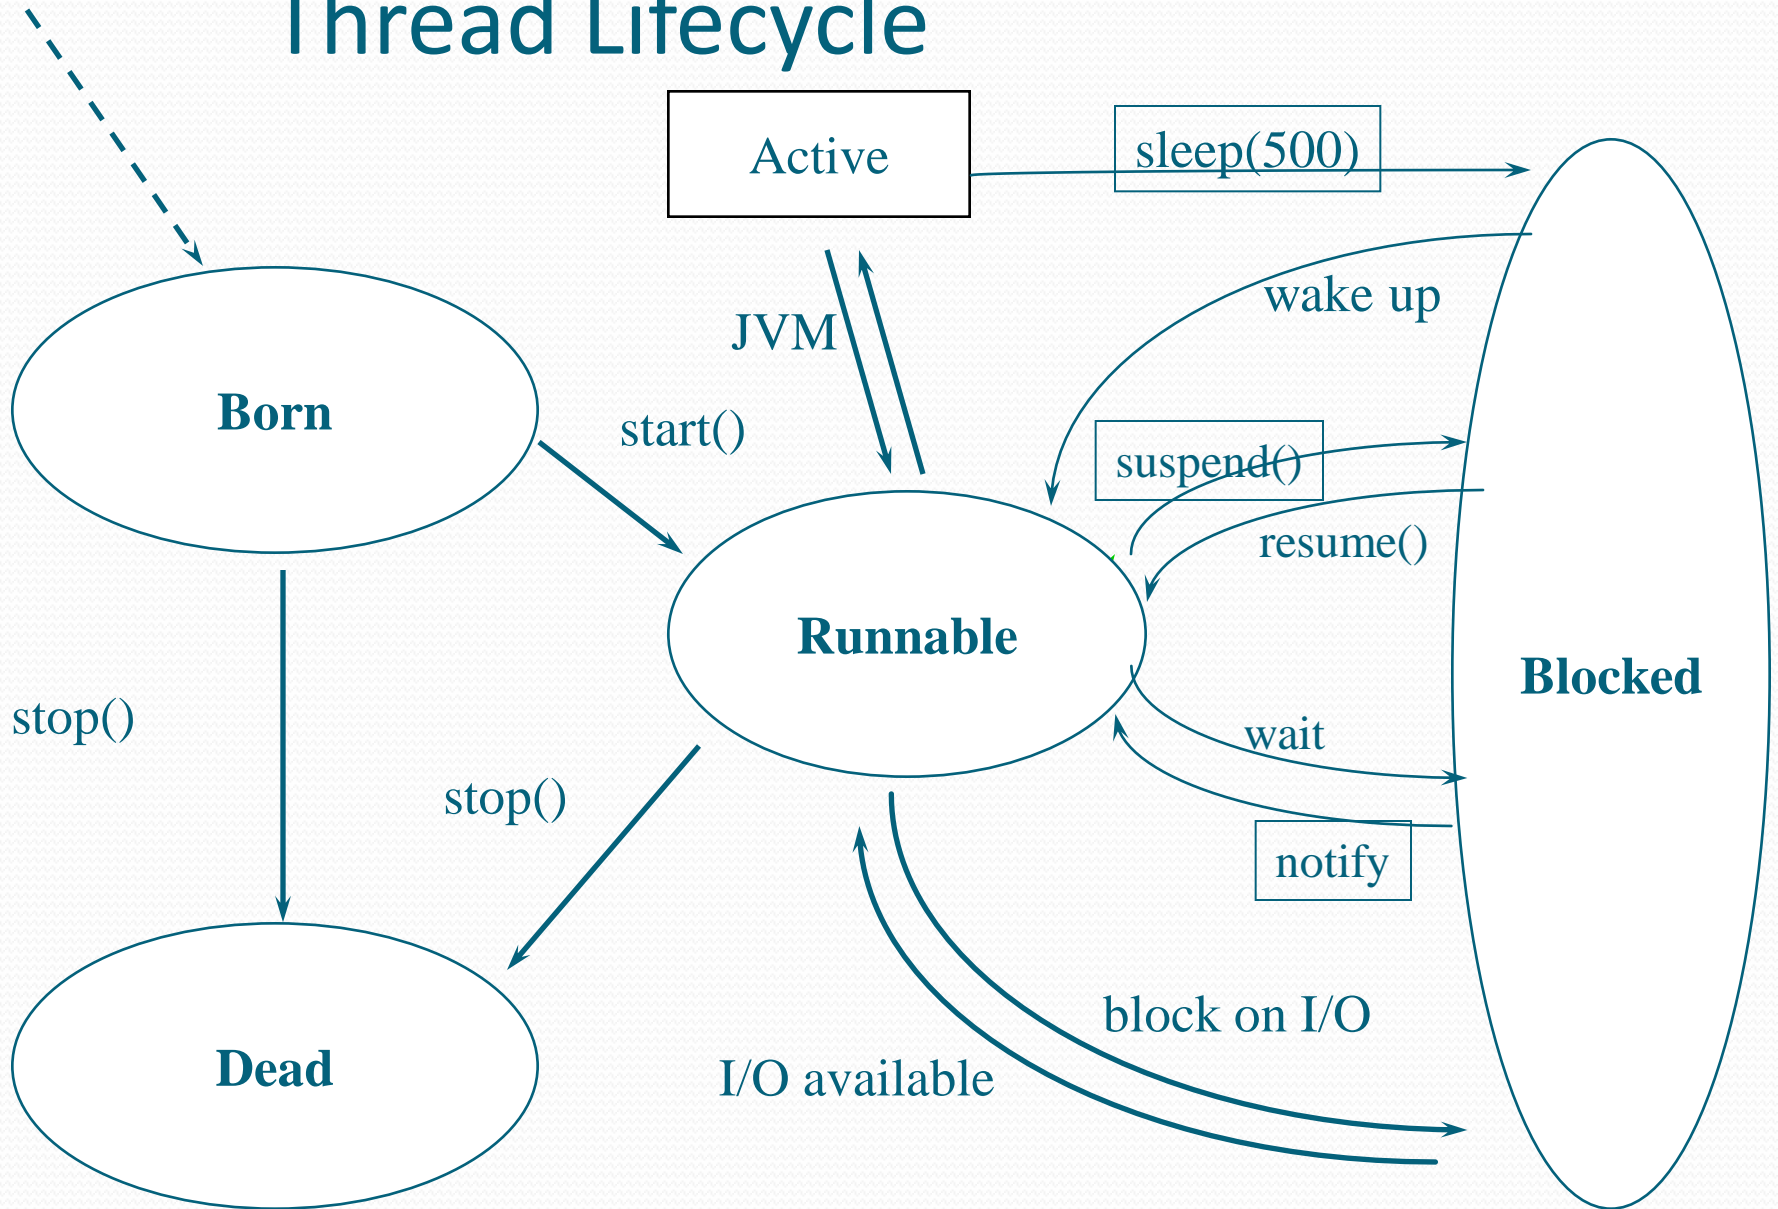 Thread Lifecycle
Active
sleep(500)
wake up
JVM
Born
start()
suspend()
resume()
Runnable
Blocked
stop()
wait
stop()
notify
block on I/O
I/O available
Dead